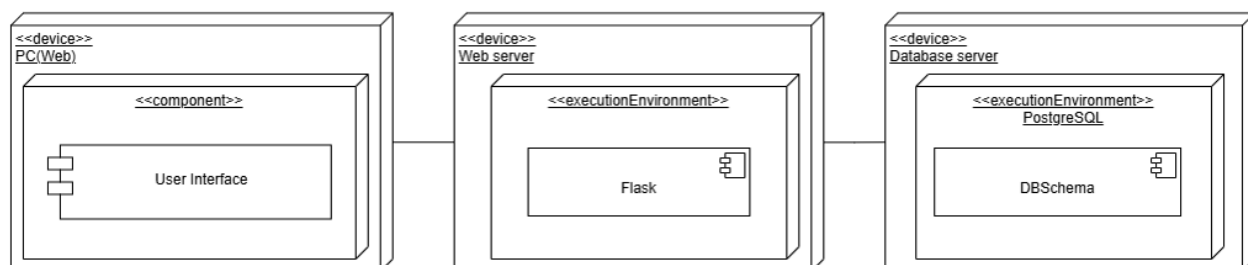 <<device>>
PC(Web)
<<component>>
User Interface
<<device>>
Web server
<<executionEnvironment>>
Flask
<<device>>
Database server
<<executionEnvironment>>
PostgreSQL
DBSchema